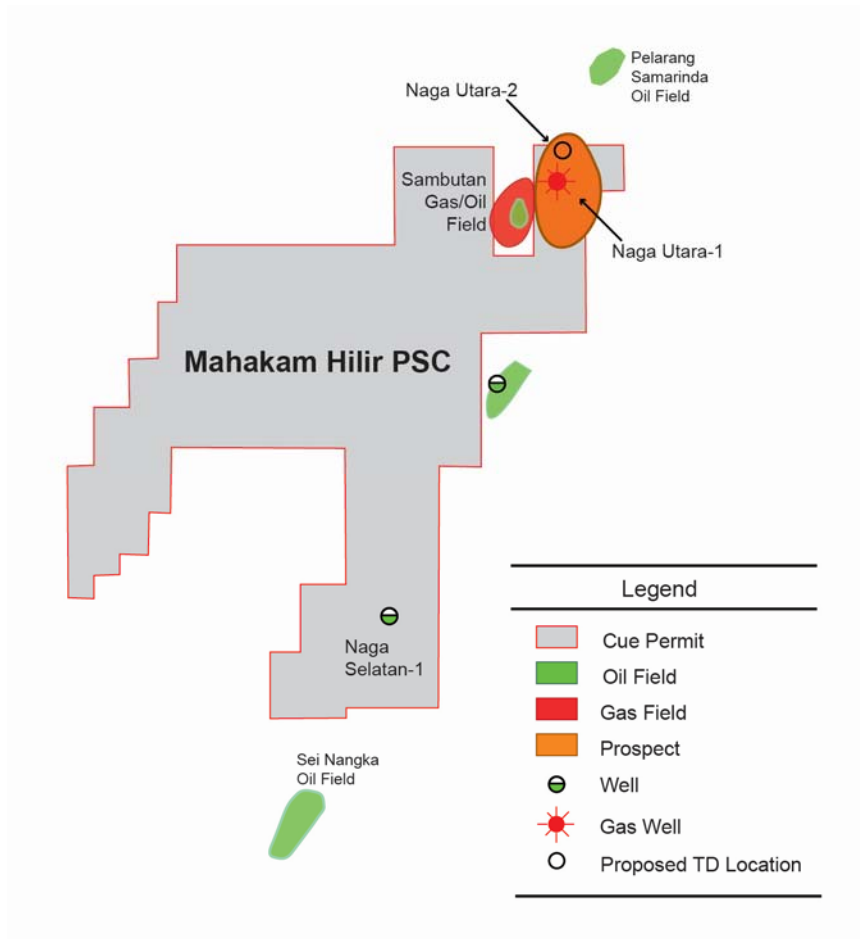 Pelarang
Samarinda
Oil Field
Naga Utara-2
Sambutan
Gas/Oil
Field
Naga Utara-1
Mahakam Hilir PSC
Naga
Selatan-1
Sei Nangka
Oil Field
Legend
Cue Permit
Oil Field
Gas Field
Prospect
Well
Gas Well
Proposed TD Location